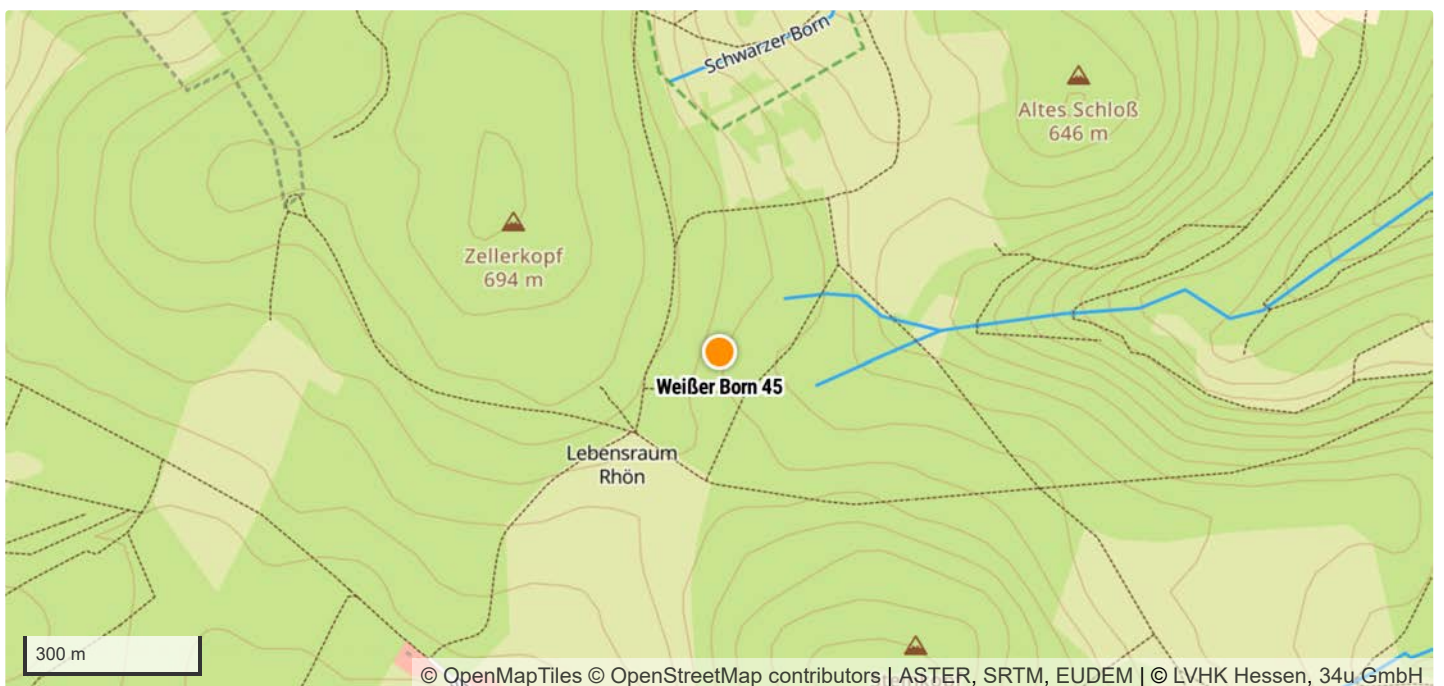 Schwarzer Born
Altes Schloß
646 m
Zellerkopf
694 m
Weißer Born 45
Lebensraum
Rhön
300 m
© OpenMapTiles © OpenStreetMap contributors | ASTER, SRTM, EUDEM | © LVHK Hessen, 34u GmbH